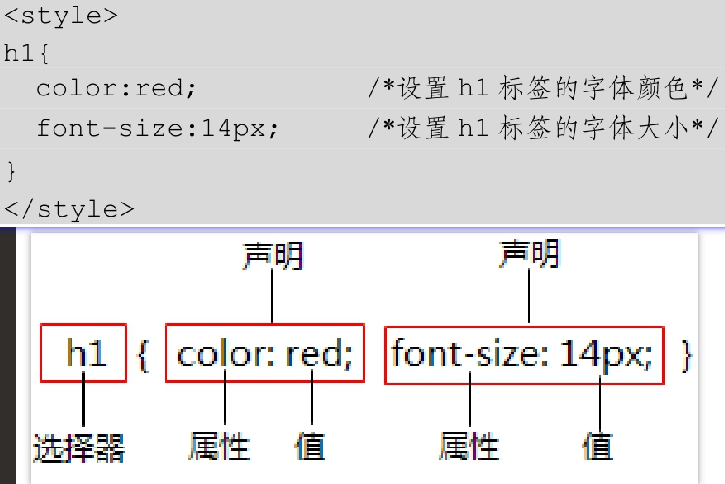 <style>
h1{
color:red; /*设置 h1 标签的字体颜色*/
font-size:14px; /*设置 h1 标签的字体大小*/
}
</style>
声明 声明
h1 { color: red; font-size: 14px; }
选择器 属性 值 属性 值